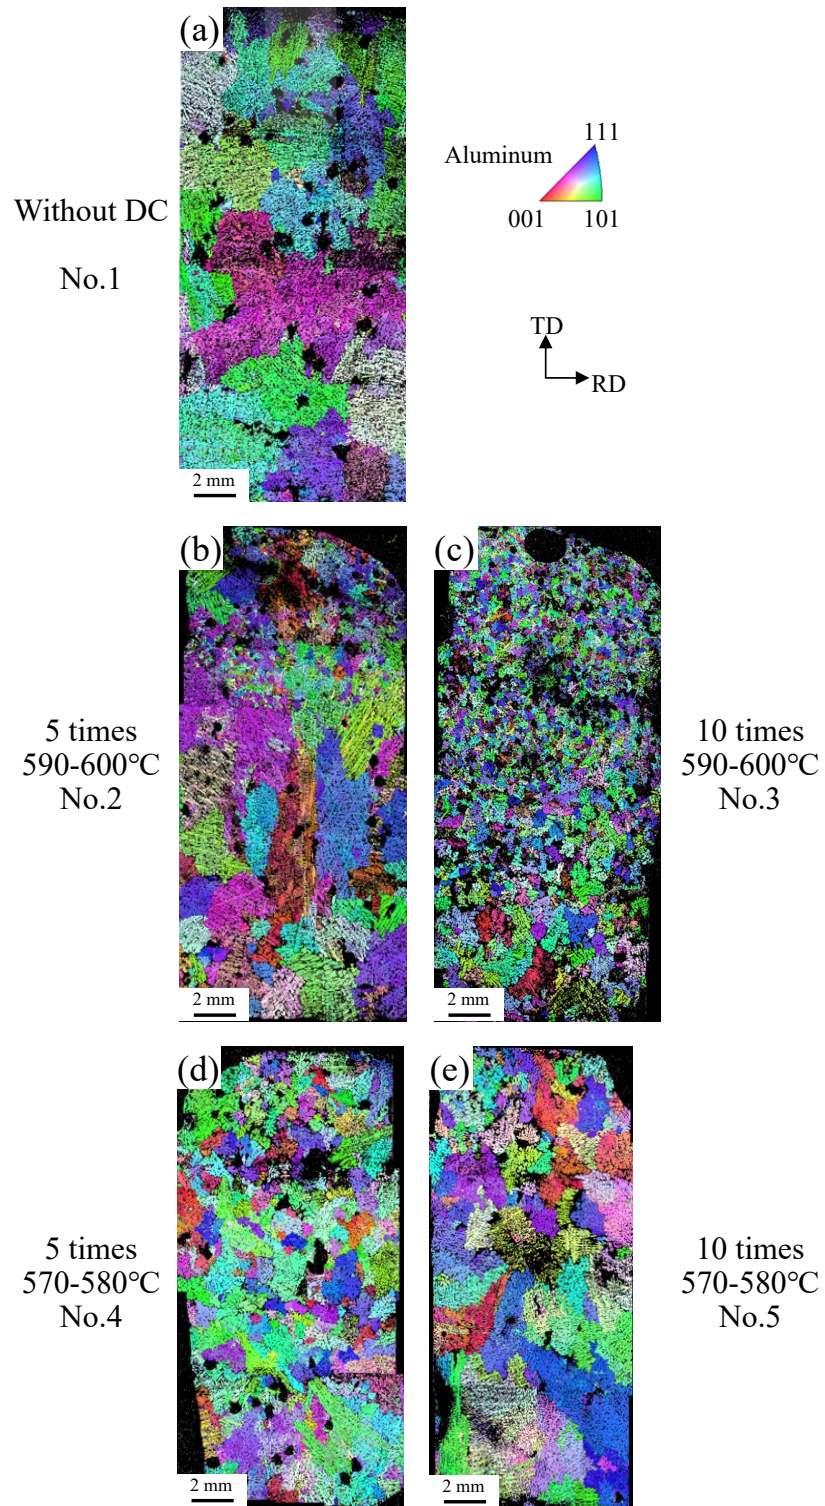 (a)
Without DC
No.1
2 mm
Aluminum
111
001
101
TD
RD
(b)
5 times
590-600℃
No.2
2 mm
(c)
10 times
590-600℃
No.3
2 mm
(d)
5 times
570-580℃
No.4
2 mm
(e)
10 times
570-580℃
No.5
2 mm